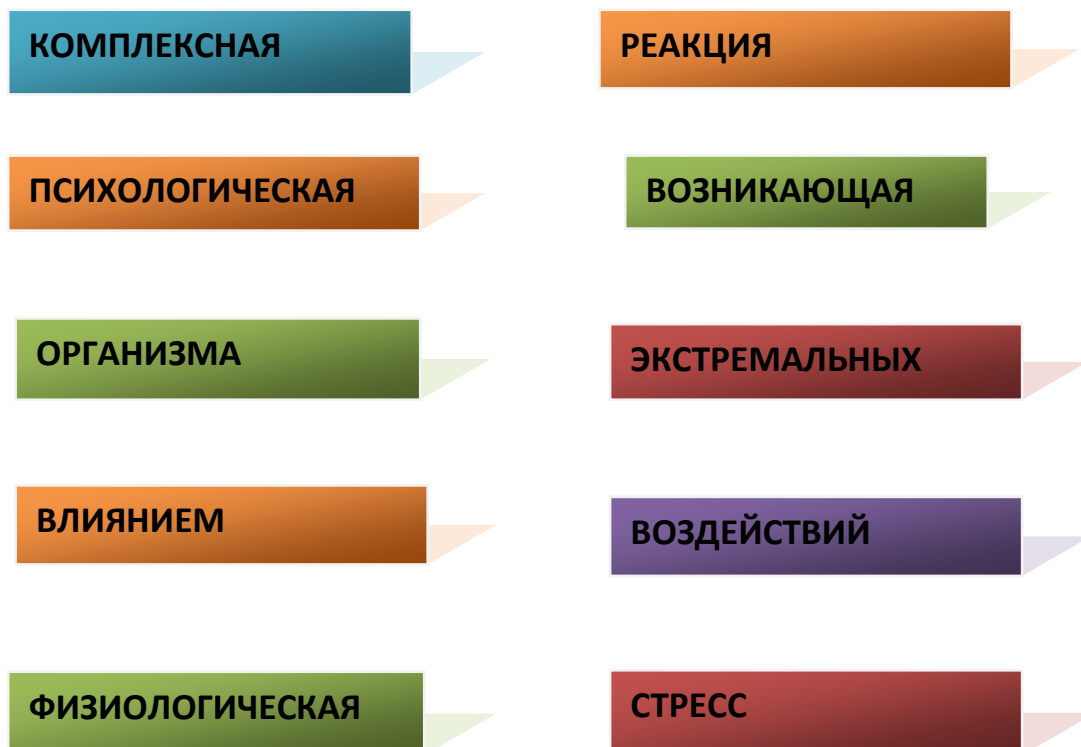 КОМПЛЕКСНАЯ
РЕАКЦИЯ
ПСИХОЛОГИЧЕСКАЯ
ВОЗНИКАЮЩАЯ
ОРГАНИЗМА
ЭКСТРЕМАЛЬНЫХ
ВЛИЯНИЕМ
ВОЗДЕЙСТВИЙ
ФИЗИОЛОГИЧЕСКАЯ
СТРЕСС